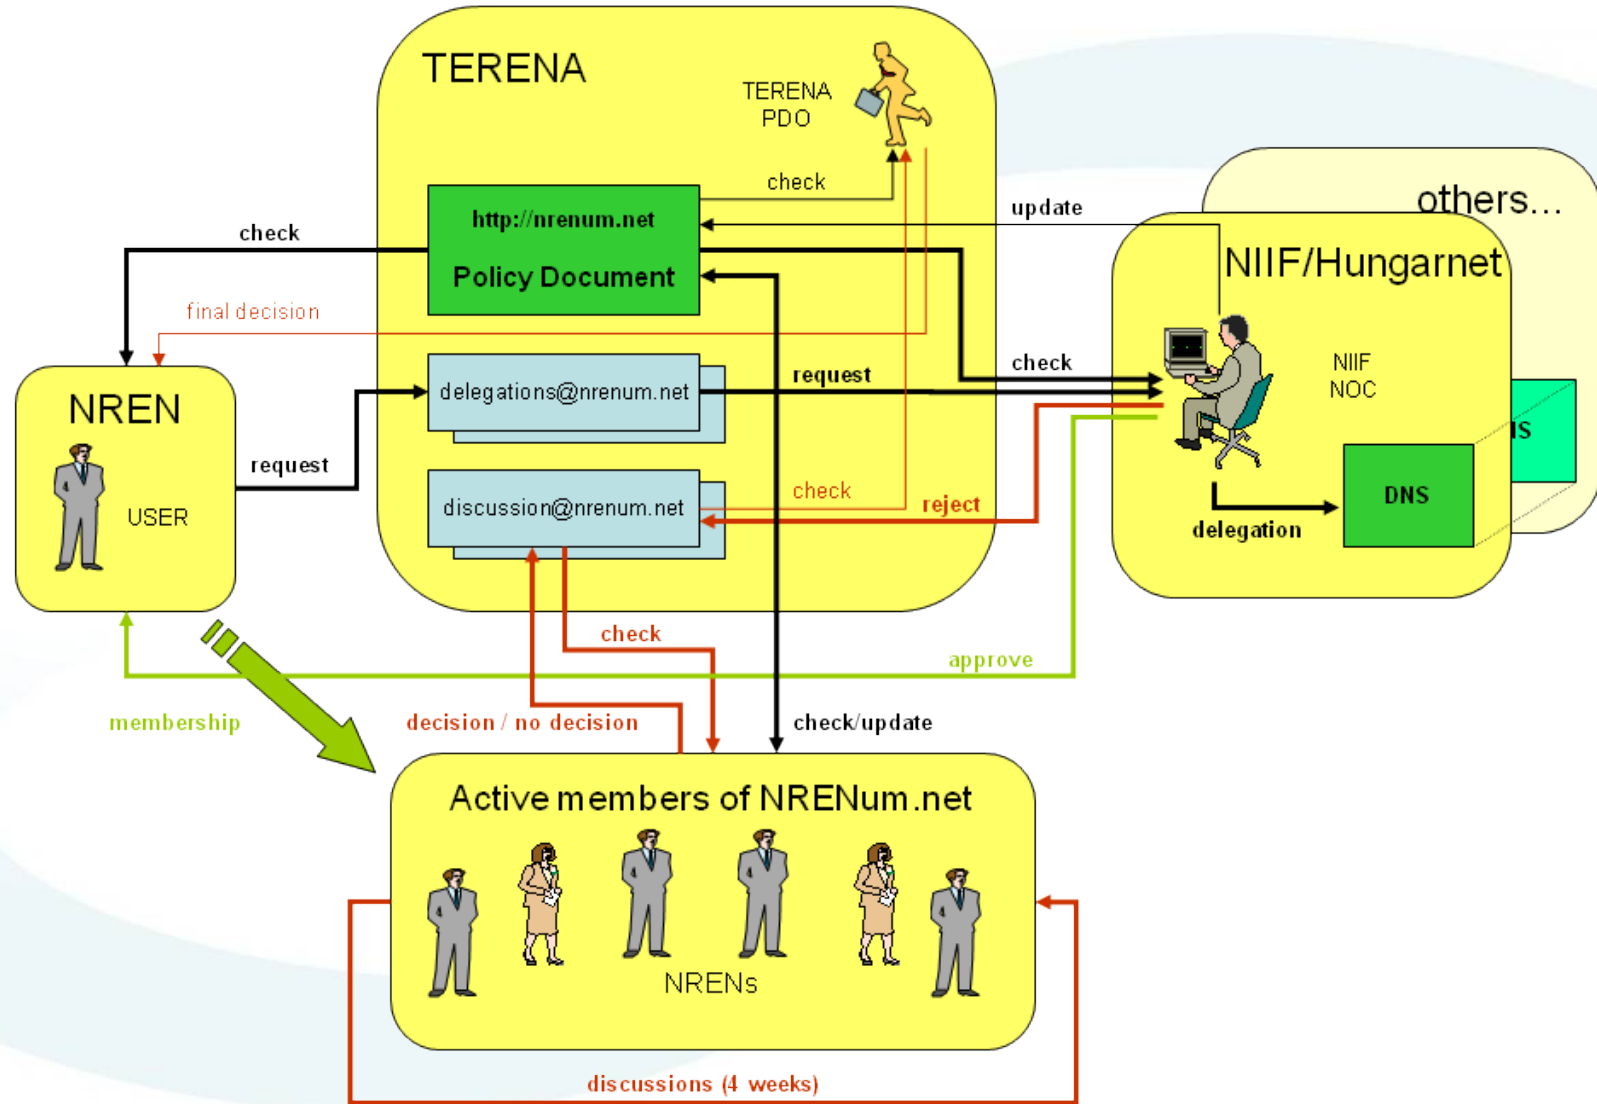 TERENA
TERENA
PDO
check
http://nrenum.net
Policy Document
check
final decision
update
others...
NIIF/Hungarnet
NIIF
NOC
check
NREN
USER
request
delegations@nrenum.net
request
discussion@nrenum.net
check
reject
DNS
delegation
check
approve
membership
decision / no decision
check/update
Active members of NRENum.net
NRENs
discussions (4 weeks)